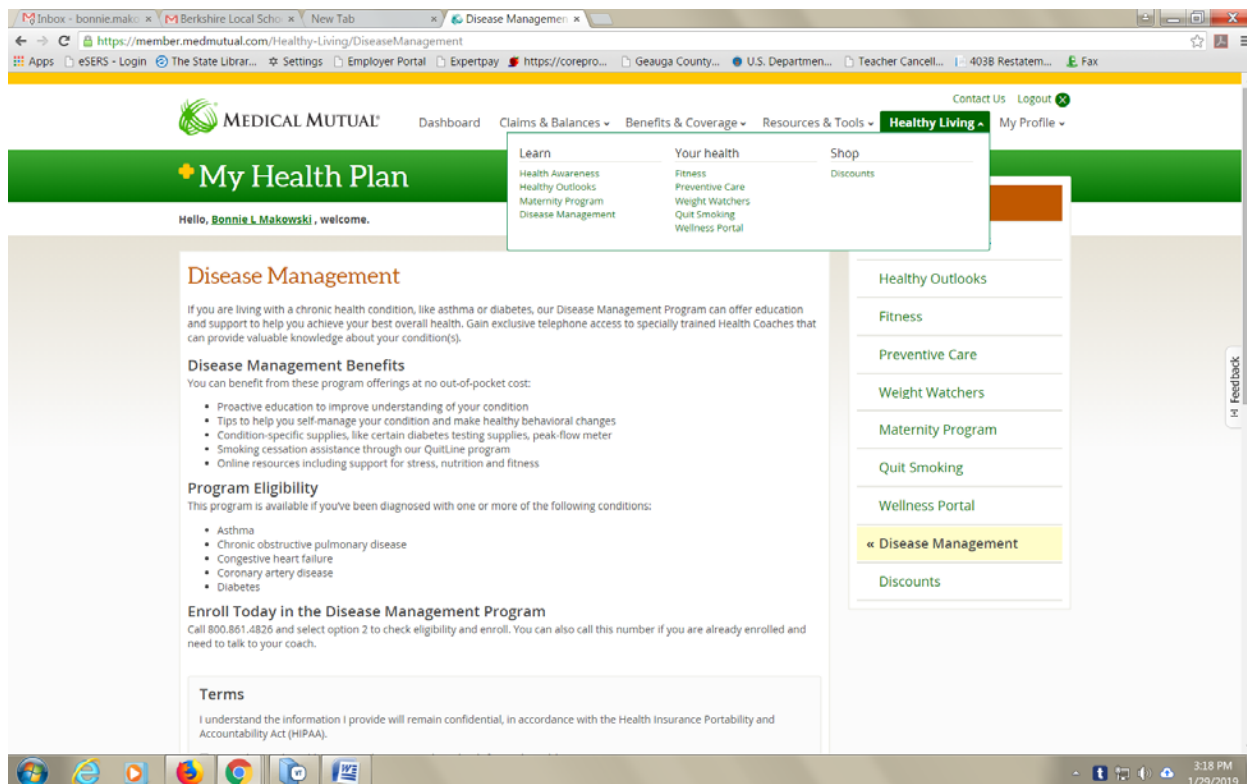 Inbox - bonnie.mako
Berkshire Local Scho
New Tab
Disease Managemen
https://member.medmutual.com/Healthy-Living/DiseaseManagement
Apps eSERS - Login The State Librar... Settings Employer Portal Expertpay https://corepro... Geauga County... U.S. Departmen... Teacher Cancell... 403B Restatem... Fax
Contact Us Logout
MEDICAL MUTUAL®
Dashboard Claims & Balances Benefits & Coverage Resources & Tools Healthy Living My Profile
Learn
Health Awareness
Healthy Outlooks
Maternity Program
Disease Management
Your health
Fitness
Preventive Care
Weight Watchers
Quit Smoking
Wellness Portal
Shop
Discounts
My Health Plan
Hello, Bonnie L Makowski , welcome.
Disease Management
If you are living with a chronic health condition, like asthma or diabetes, our Disease Management Program can offer education
and support to help you achieve your best overall health. Gain exclusive telephone access to specially trained Health Coaches that
can provide valuable knowledge about your condition(s).
Disease Management Benefits
You can benefit from these program offerings at no out-of-pocket cost:
▪ Proactive education to improve understanding of your condition
▪ Tips to help you self-manage your condition and make healthy behavioral changes
▪ Condition-specific supplies, like certain diabetes testing supplies, peak-flow meter
▪ Smoking cessation assistance through our QuitLine program
▪ Online resources including support for stress, nutrition and fitness
Program Eligibility
This program is available if you've been diagnosed with one or more of the following conditions:
▪ Asthma
▪ Chronic obstructive pulmonary disease
▪ Congestive heart failure
▪ Coronary artery disease
▪ Diabetes
Enroll Today in the Disease Management Program
Call 800.861.4826 and select option 2 to check eligibility and enroll. You can also call this number if you are already enrolled and
need to talk to your coach.
Terms
I understand the information I provide will remain confidential, in accordance with the Health Insurance Portability and
Accountability Act (HIPAA).
Healthy Outlooks
Fitness
Preventive Care
Weight Watchers
Maternity Program
Quit Smoking
Wellness Portal
« Disease Management
Discounts
Feedback
3:18 PM
1/29/2019